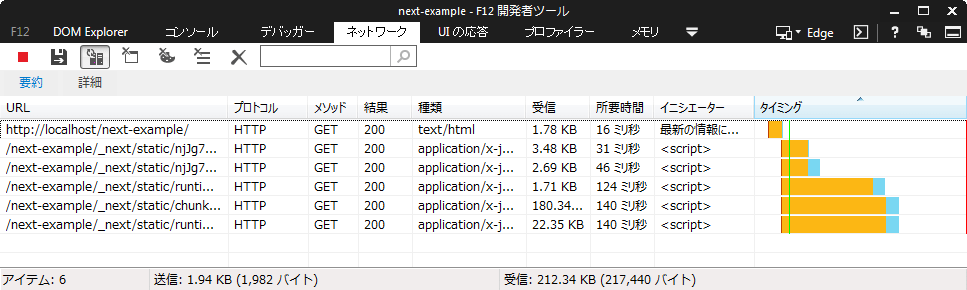 next-example - F12 開発者ツール
F12 DOM Explorer コンソール デバッガー ネットワーク UI の応答 プロファイラー メモリ Edge ?
要約 詳細
URL プロトコル メソッド 結果 種類 受信 所要時間 イニシエーター タイミング
http://localhost/next-example/ HTTP GET 200 text/html 1.78 KB 16 ミリ秒 最新の情報に...
/next-example/_next/static/njJg7... HTTP GET 200 application/x-j... 3.48 KB 31 ミリ秒 <script>
/next-example/_next/static/njJg7... HTTP GET 200 application/x-j... 2.69 KB 46 ミリ秒 <script>
/next-example/_next/static/runti... HTTP GET 200 application/x-j... 1.71 KB 124 ミリ秒 <script>
/next-example/_next/static/chunk... HTTP GET 200 application/x-j... 180.34... 140 ミリ秒 <script>
/next-example/_next/static/runti... HTTP GET 200 application/x-j... 22.35 KB 140 ミリ秒 <script>
アイテム: 6 送信: 1.94 KB (1,982 バイト) 受信: 212.34 KB (217,440 バイト)